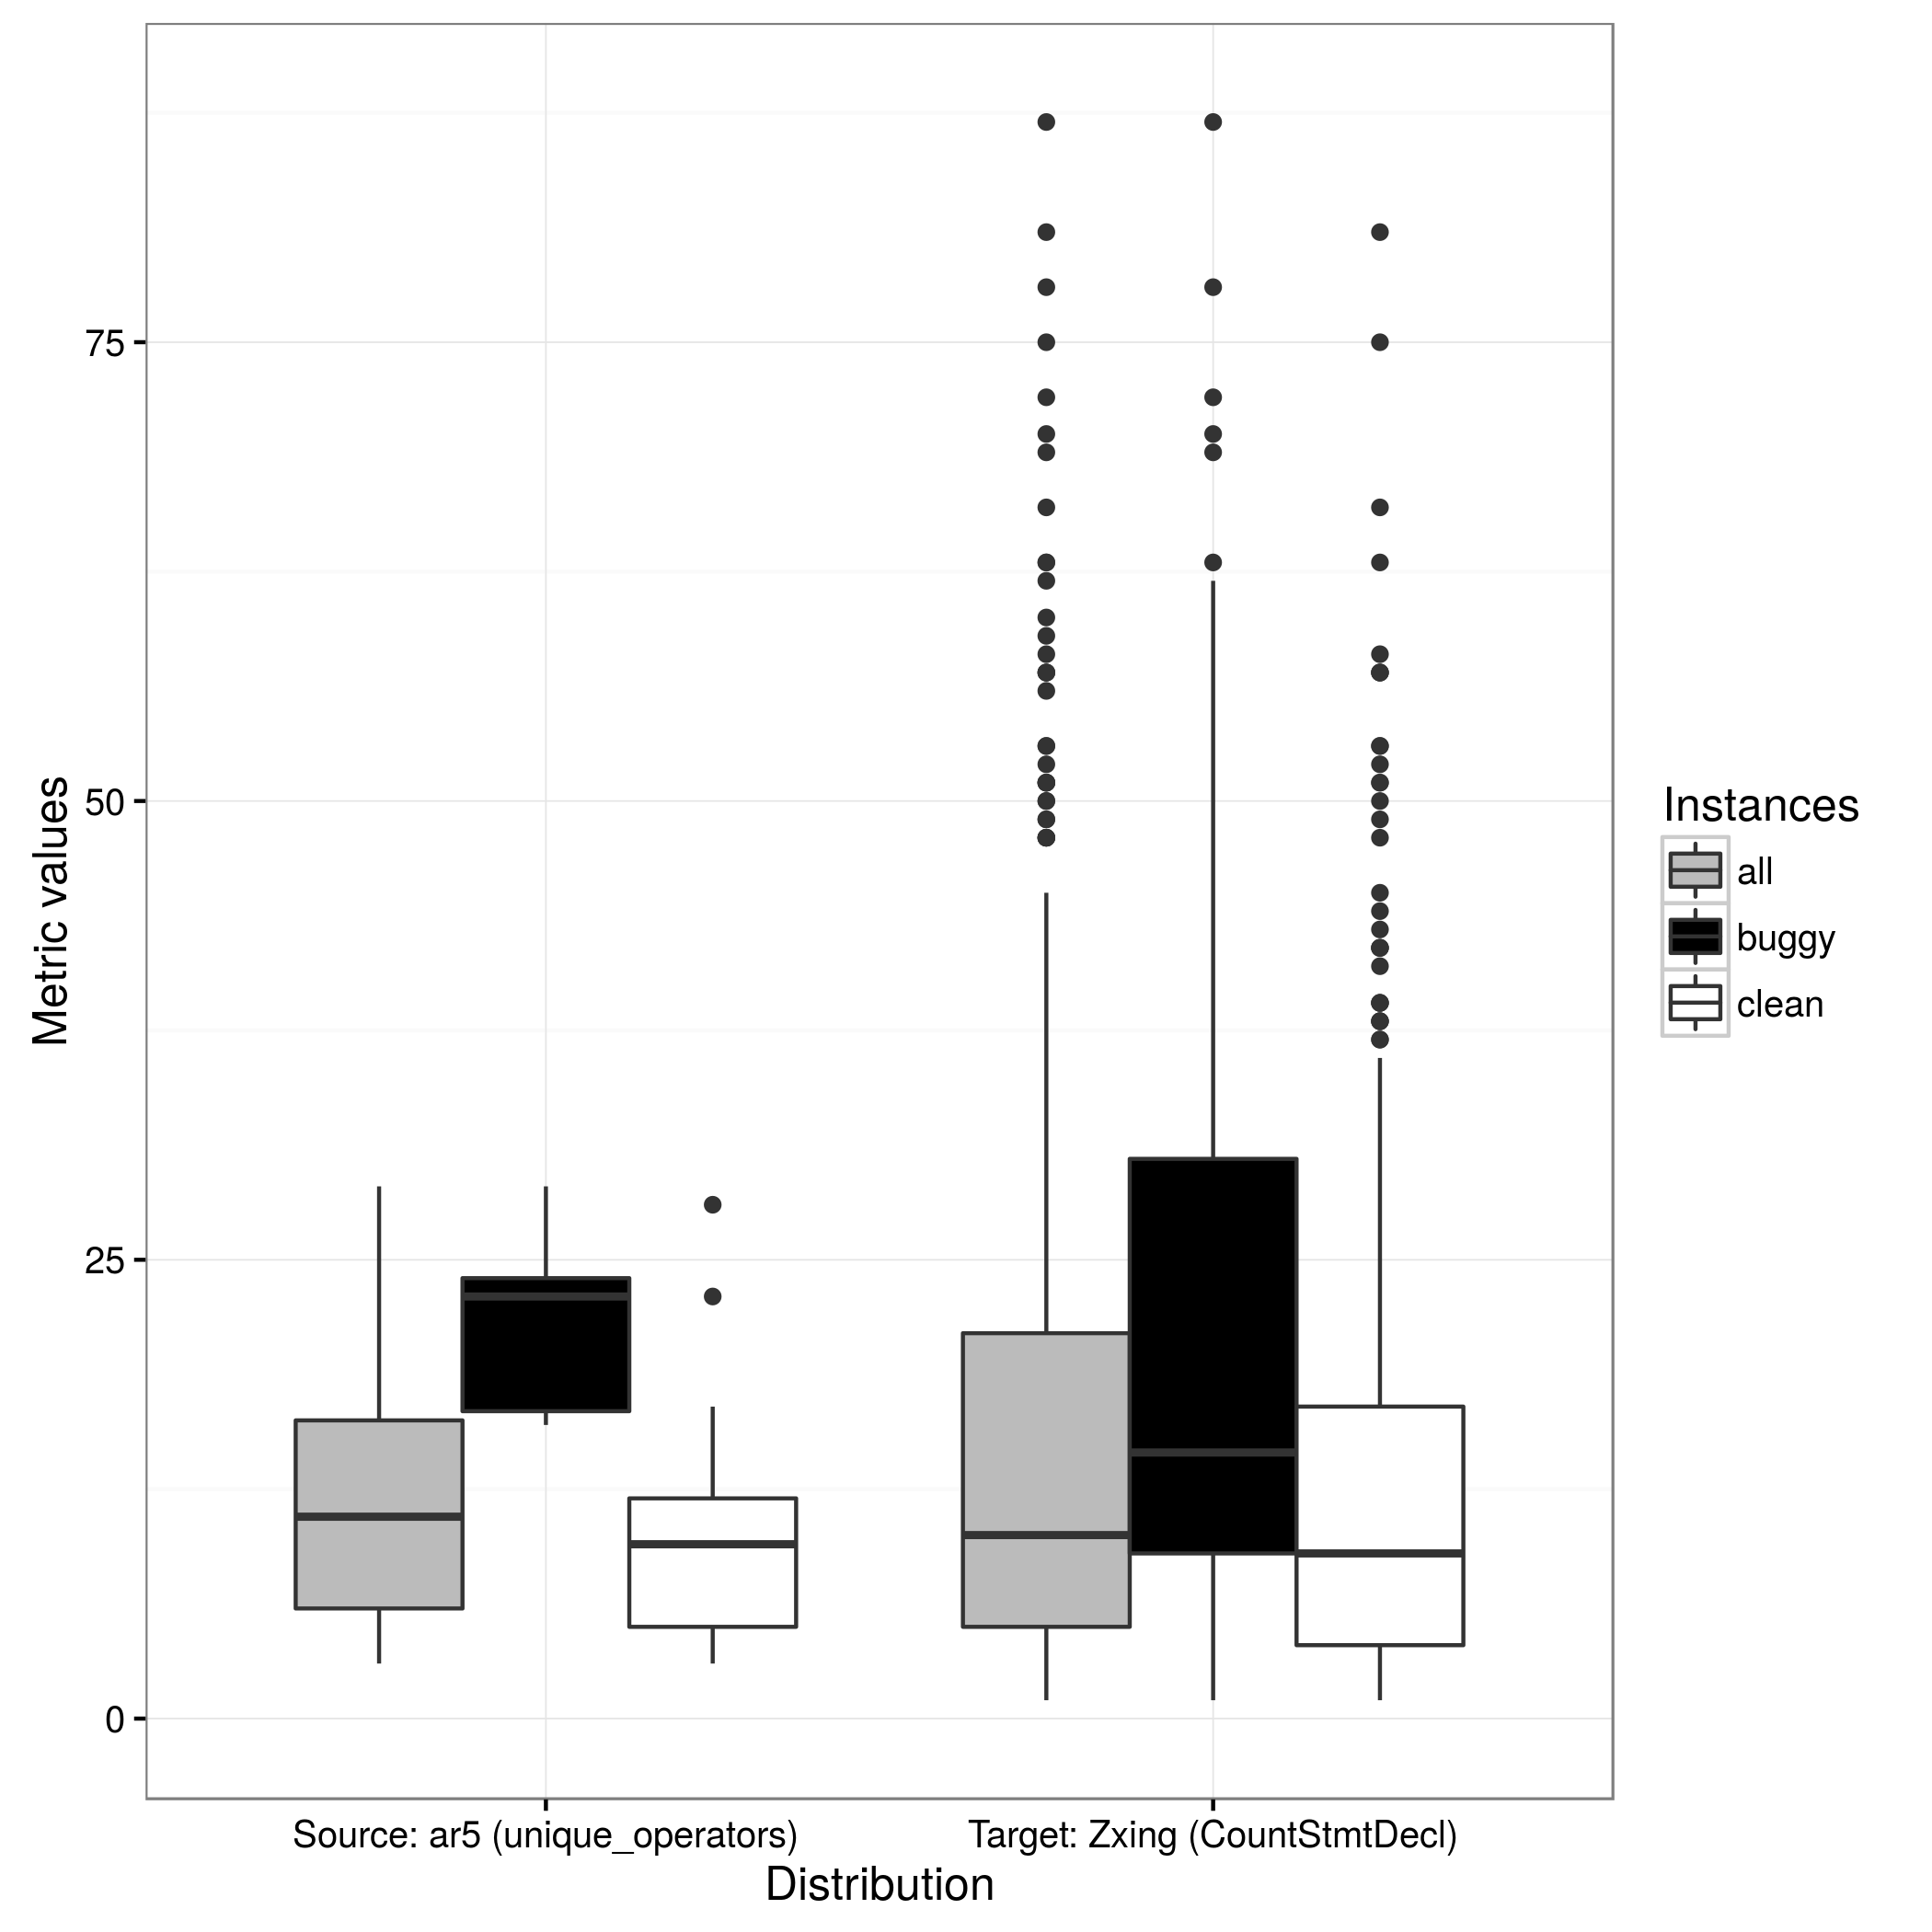 Metric values
75
50
25
0
Source: ar5 (unique_operators)
Target: Zxing (CountStmtDecl)
Distribution
Instances
all
buggy
clean